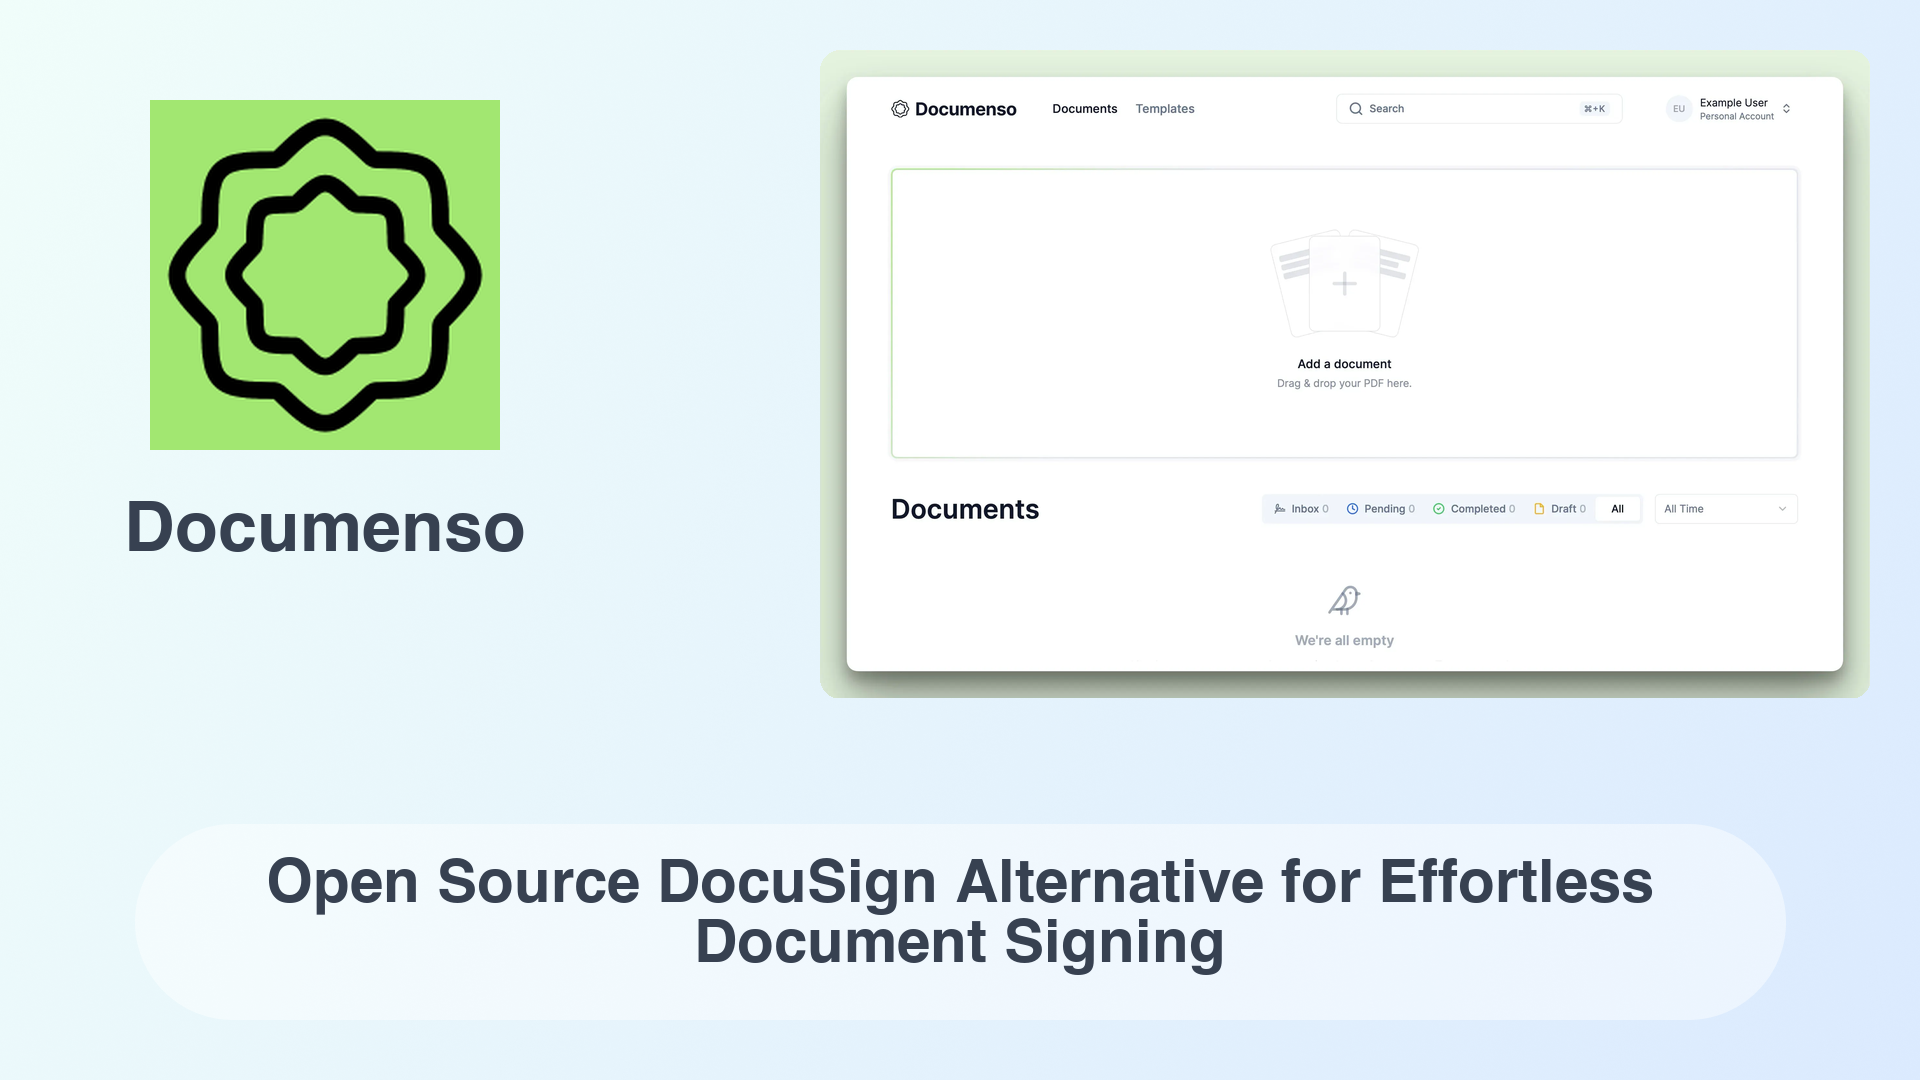 Documenso
Documenso
Documents
Templates
Search
⌘+K
EU
Example User
Personal Account
Add a document
Drag & drop your PDF here.
Documents
Inbox 0
Pending 0
Completed 0
Draft 0
All
All Time
We're all empty
Open Source DocuSign Alternative for Effortless
Document Signing